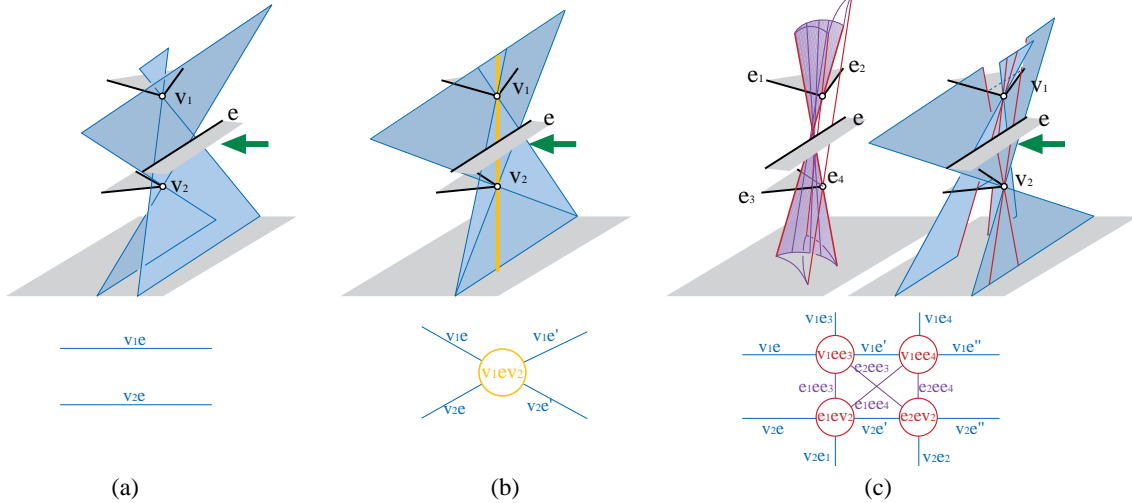 v1
e
v2
v1
e
v2
e1
e2
e
e3
e4
v1
e
v2
v1e
v2e
v1e
v1e'
v1ev2
v2e
v2e'
v1e3
v1e4
v1e
v1ee3
v1e'
v1ee4
v1e"
e2ee3
e1ee3
e2ee4
e1ee4
e1ev2
e2ev2
v2e
v2e'
v2e"
v2e1
v2e2
(a)
(b)
(c)